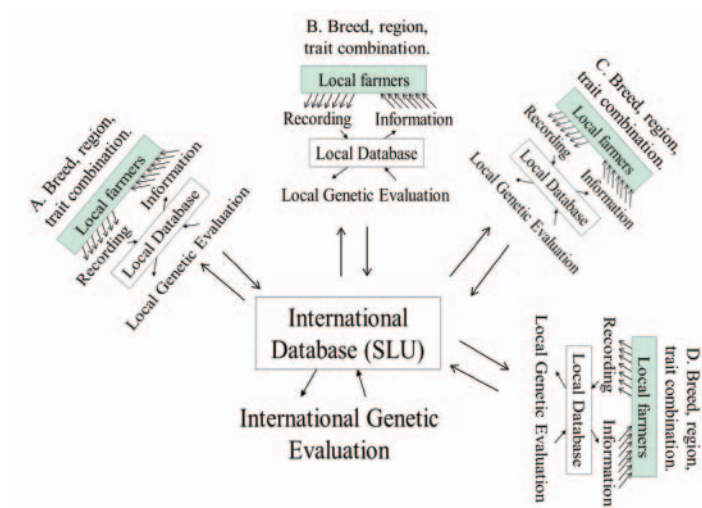 A. Breed, region,
trait combination.
Local farmers
Recording
Information
Local Database
Local Genetic Evaluation
B. Breed, region,
trait combination.
Local farmers
Recording
Information
Local Database
Local Genetic Evaluation
C. Breed, region,
trait combination.
Local farmers
Recording
Information
Local Database
Local Genetic Evaluation
D. Breed, region,
trait combination.
Local farmers
Recording
Information
Local Database
Local Genetic Evaluation
International
Database (SLU)
International Genetic
Evaluation